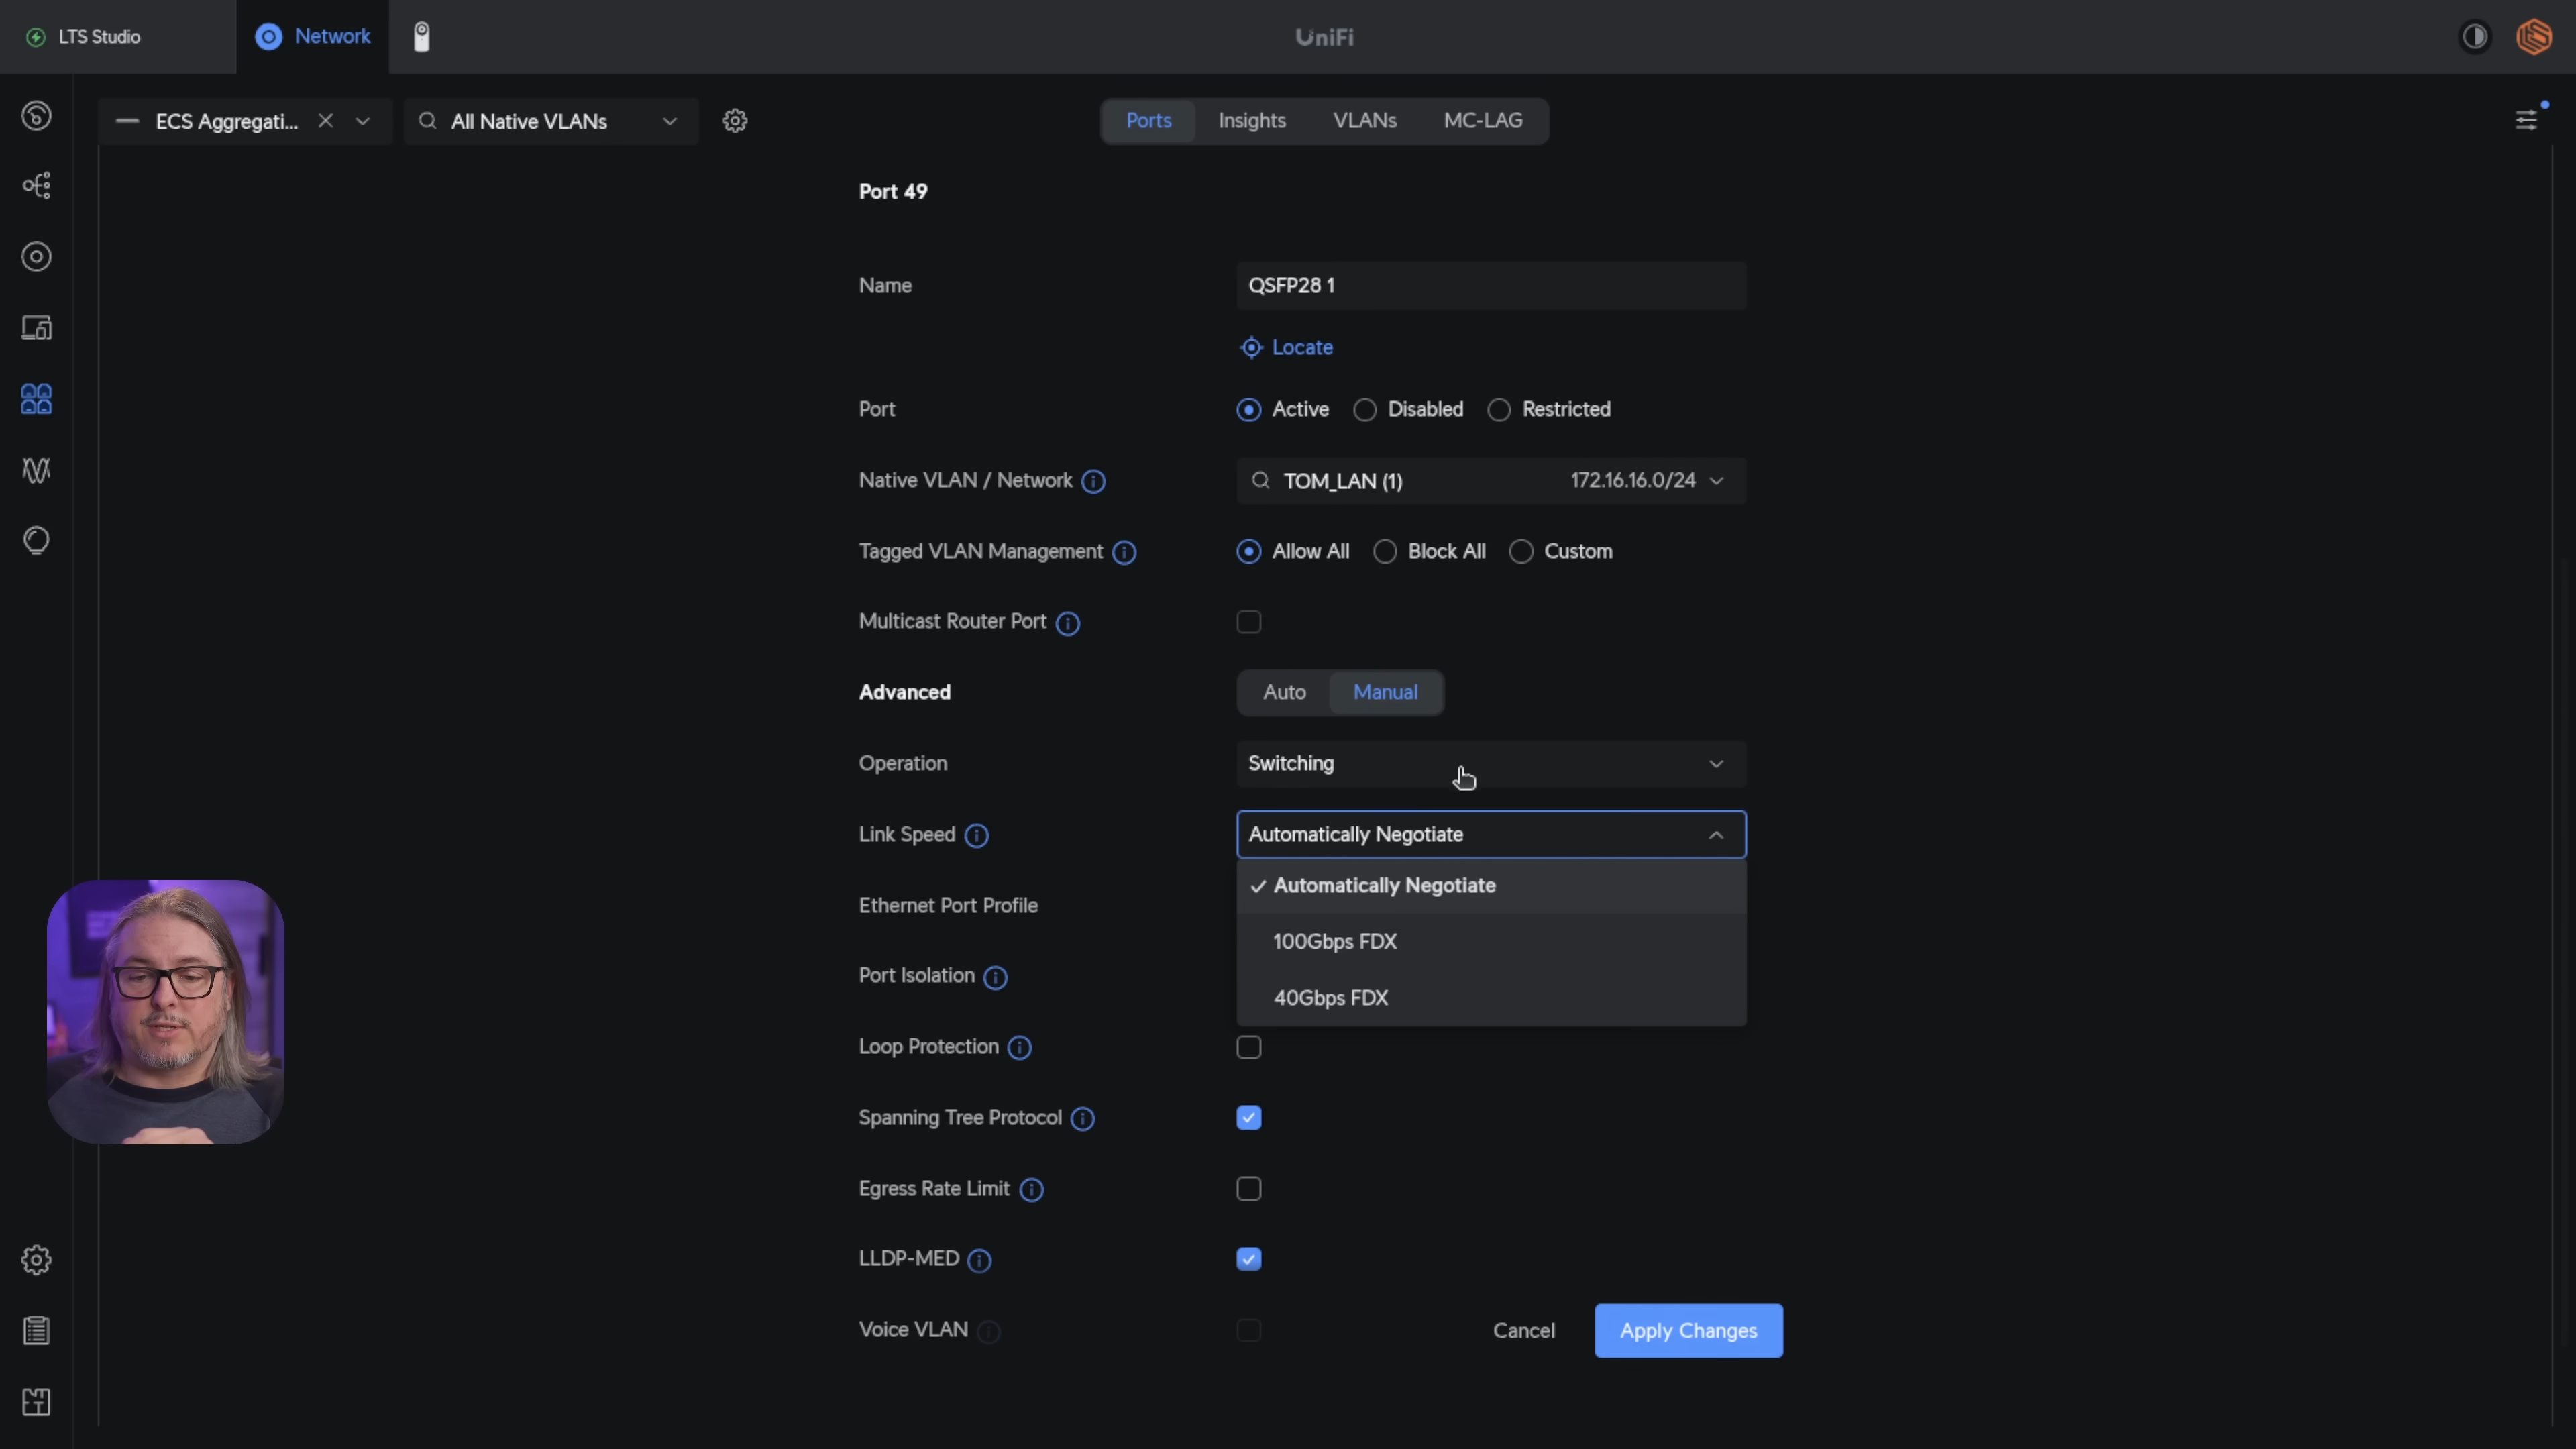 LTS Studio
Network
UniFi
ECS Aggregati...
All Native VLANs
Ports
Insights
VLANs
MC-LAG
Port 49
Name
QSFP28 1
Locate
Port
Active
Disabled
Restricted
Native VLAN / Network
TOM_LAN (1)
172.16.16.0/24
Tagged VLAN Management
Allow All
Block All
Custom
Multicast Router Port
Advanced
Auto
Manual
Operation
Switching
Link Speed
Automatically Negotiate
Automatically Negotiate
Ethernet Port Profile
100Gbps FDX
Port Isolation
40Gbps FDX
Loop Protection
Spanning Tree Protocol
Egress Rate Limit
LLDP-MED
Voice VLAN
Cancel
Apply Changes